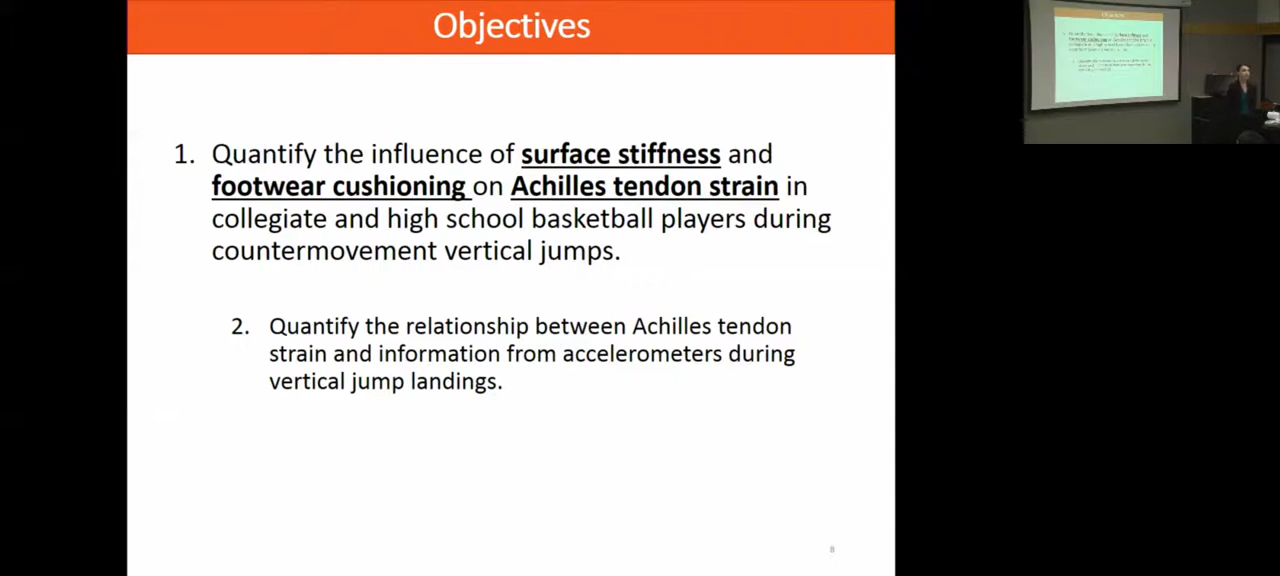 Objectives
1. Quantify the influence of surface stiffness and
footwear cushioning on Achilles tendon strain in
collegiate and high school basketball players during
countermovement vertical jumps.
2. Quantify the relationship between Achilles tendon
strain and information from accelerometers during
vertical jump landings.
8